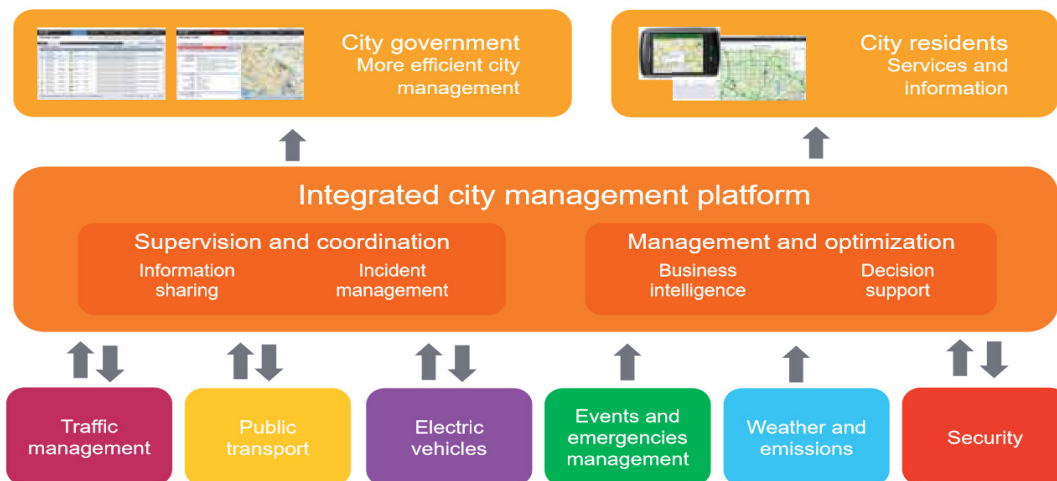 City government
More efficient city
management
City residents
Services and
information
Integrated city management platform
Supervision and coordination
Information
sharing
Incident
management
Management and optimization
Business
intelligence
Decision
support
Traffic
management
Public
transport
Electric
vehicles
Events and
emergencies
management
Weather and
emissions
Security